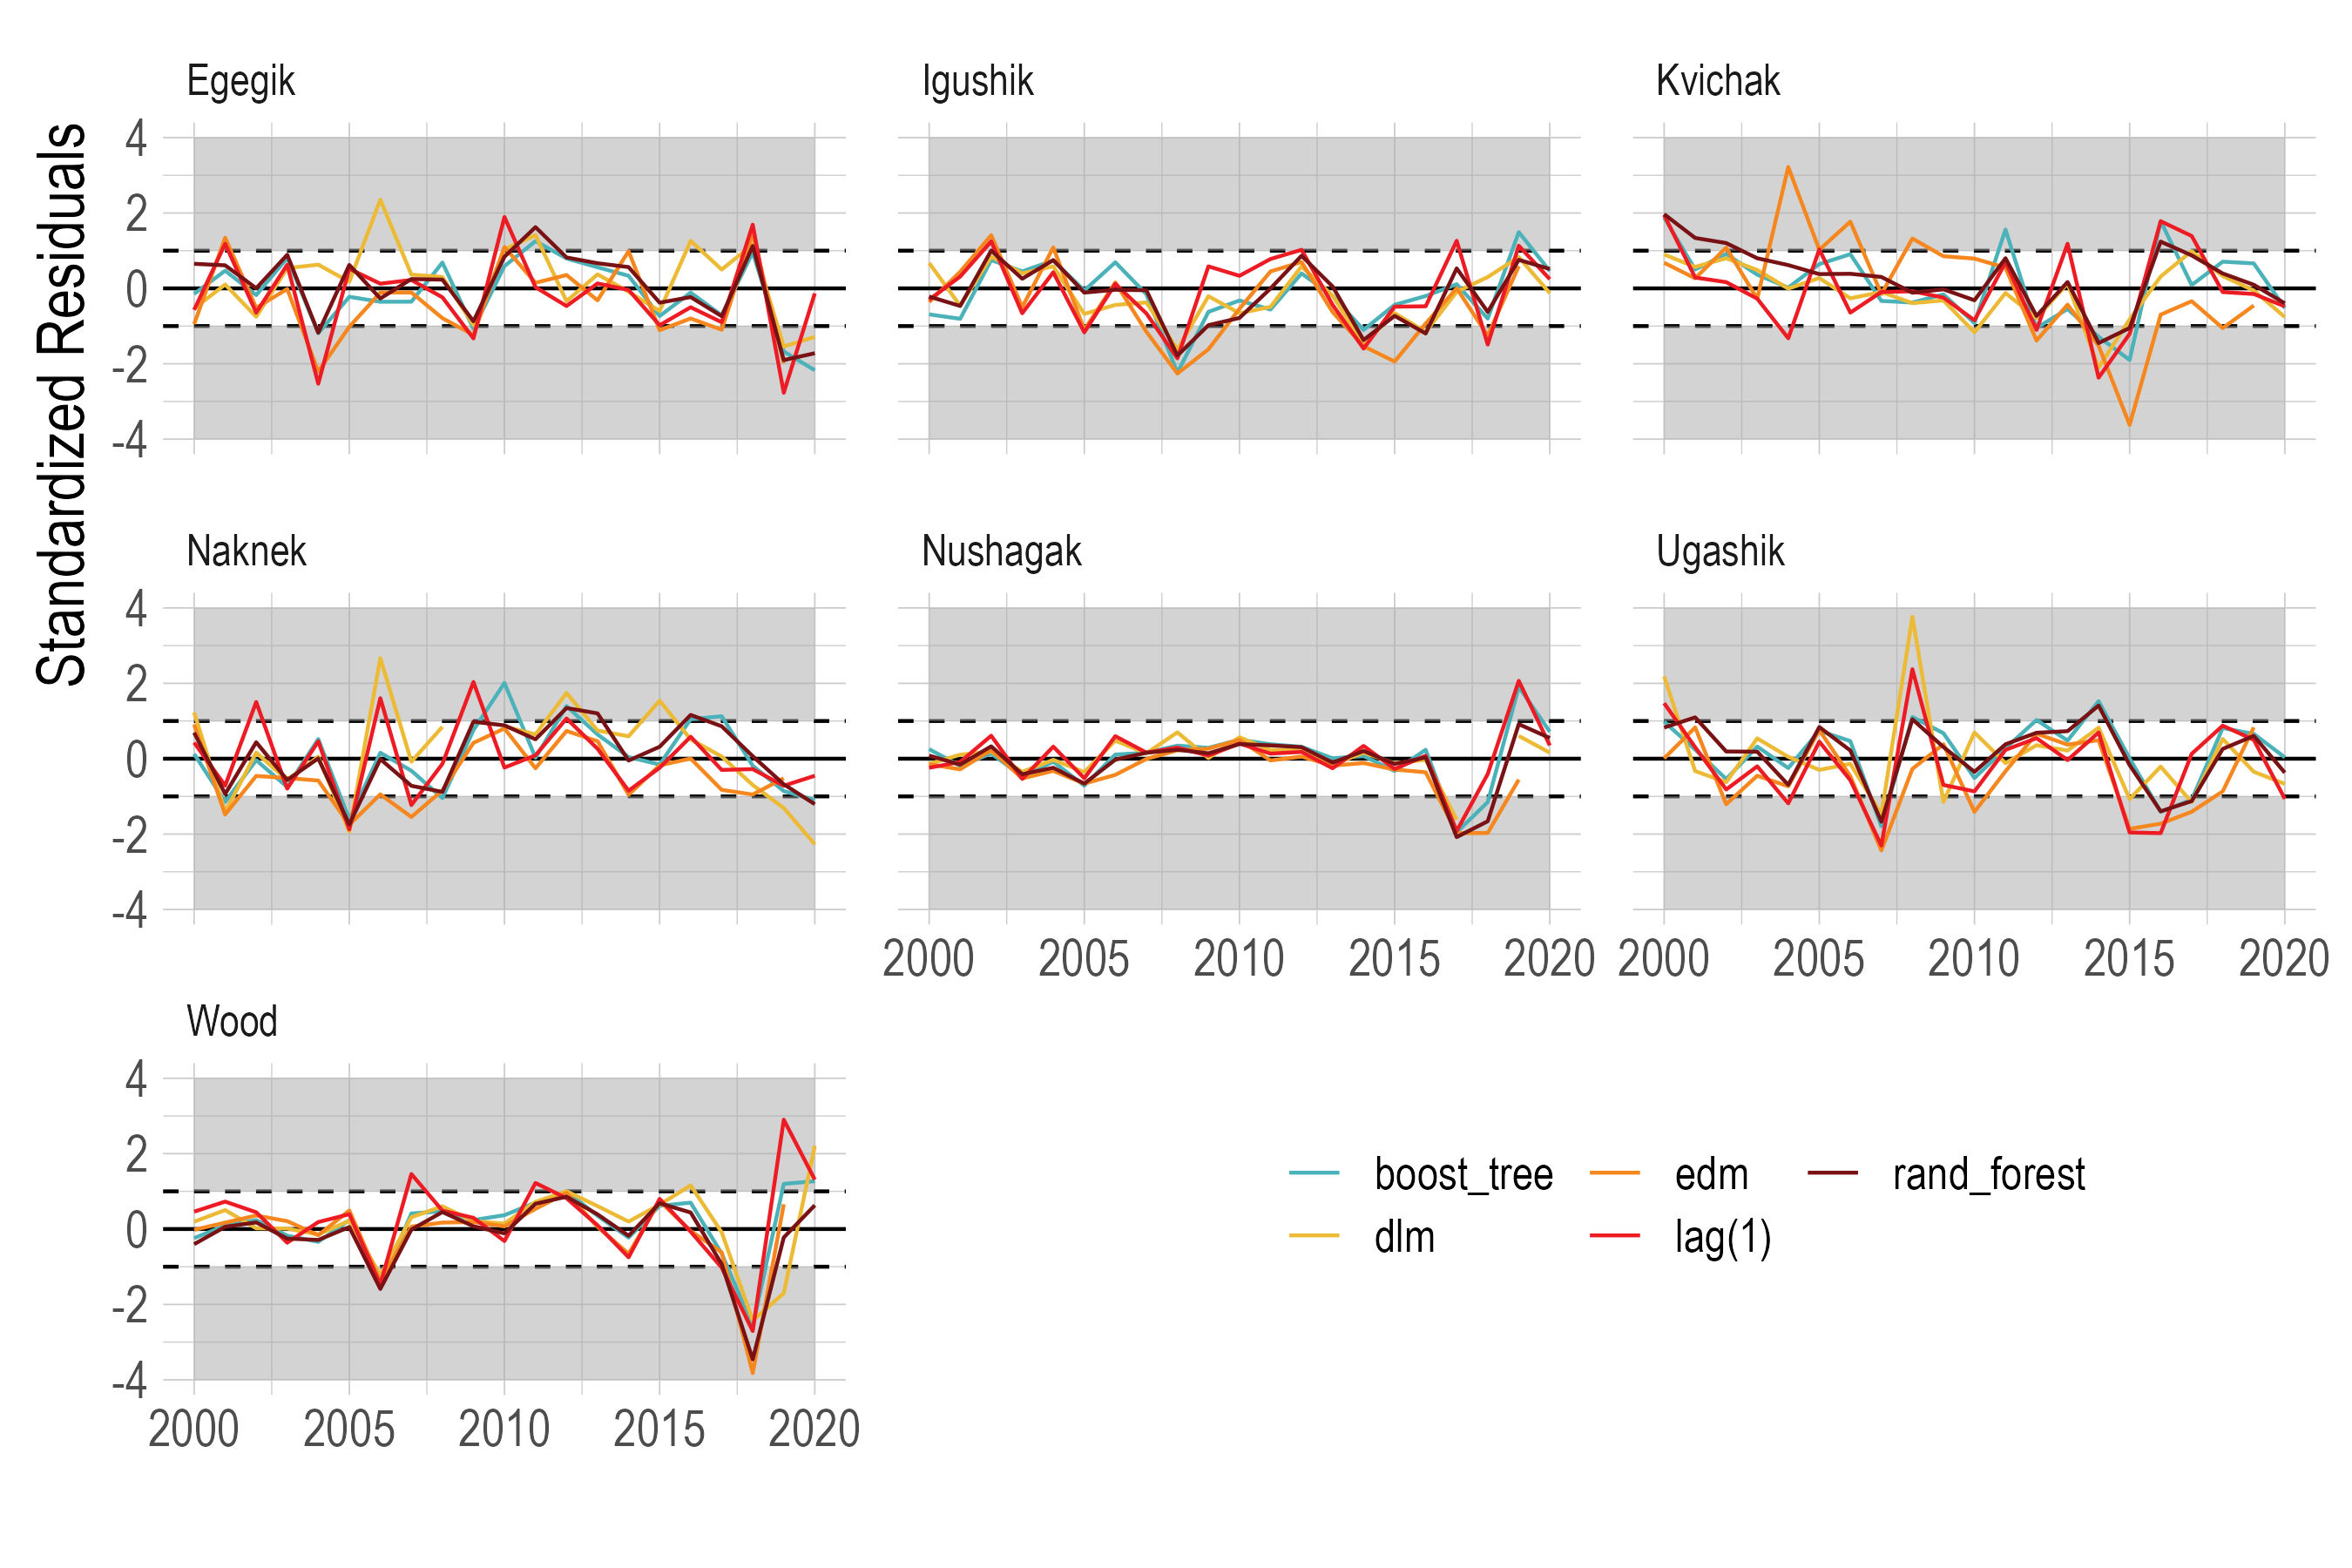 Standardized Residuals
Egegik
Igushik
Kvichak
4
2
0
-2
-4
Naknek
Nushagak
Ugashik
4
2
0
-2
-4
2000 2005 2010 2015 2020
2000 2005 2010 2015 2020
Wood
4
2
0
-2
-4
2000 2005 2010 2015 2020
boost_tree edm rand_forest
dlm lag(1)